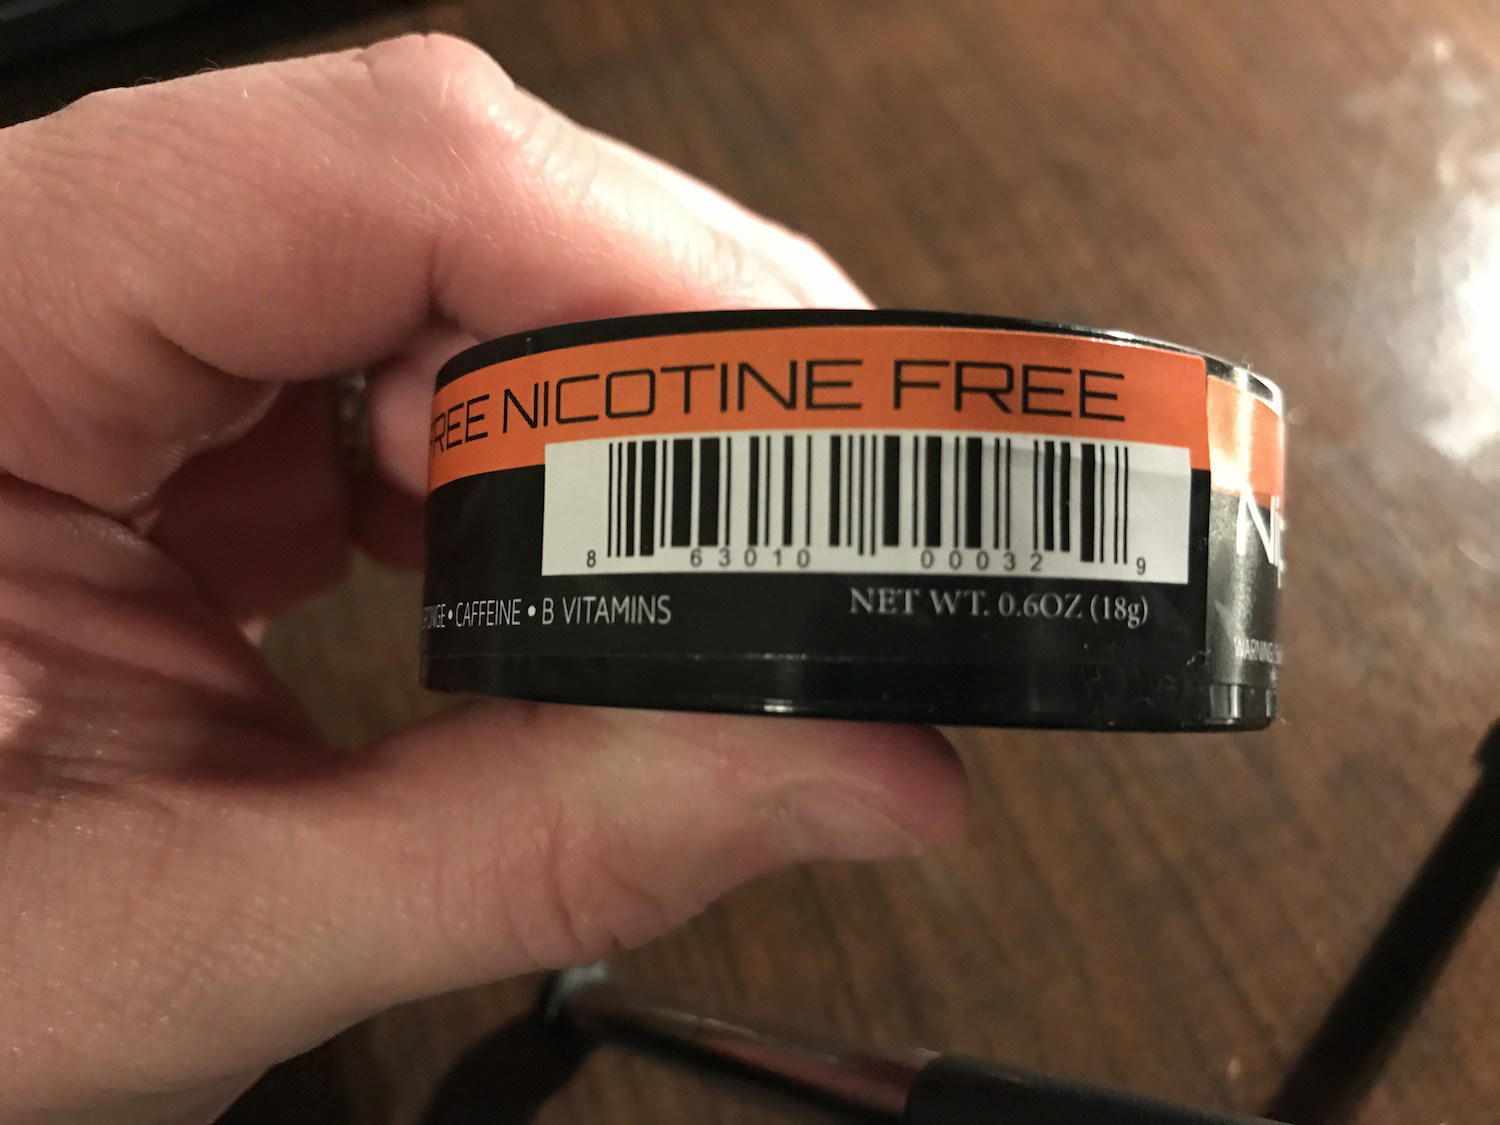 FREE NICOTINE FREE
8 63010 00032 9
• CAFFEINE • B VITAMINS
NET WT. 0.6OZ (18g)